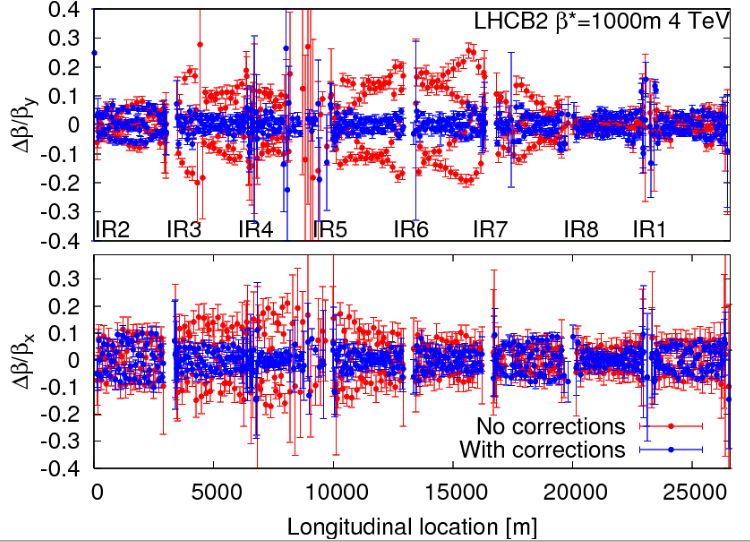 LHCB2 β*=1000m 4 TeV
Δβ/βy
0.4
0.3
0.2
0.1
0
-0.1
-0.2
-0.3
-0.4
IR2 IR3 IR4 IR5 IR6 IR7 IR8 IR1
Δβ/βx
0.3
0.2
0.1
0
-0.1
-0.2
-0.3
-0.4
No corrections
With corrections
0 5000 10000 15000 20000 25000
Longitudinal location [m]